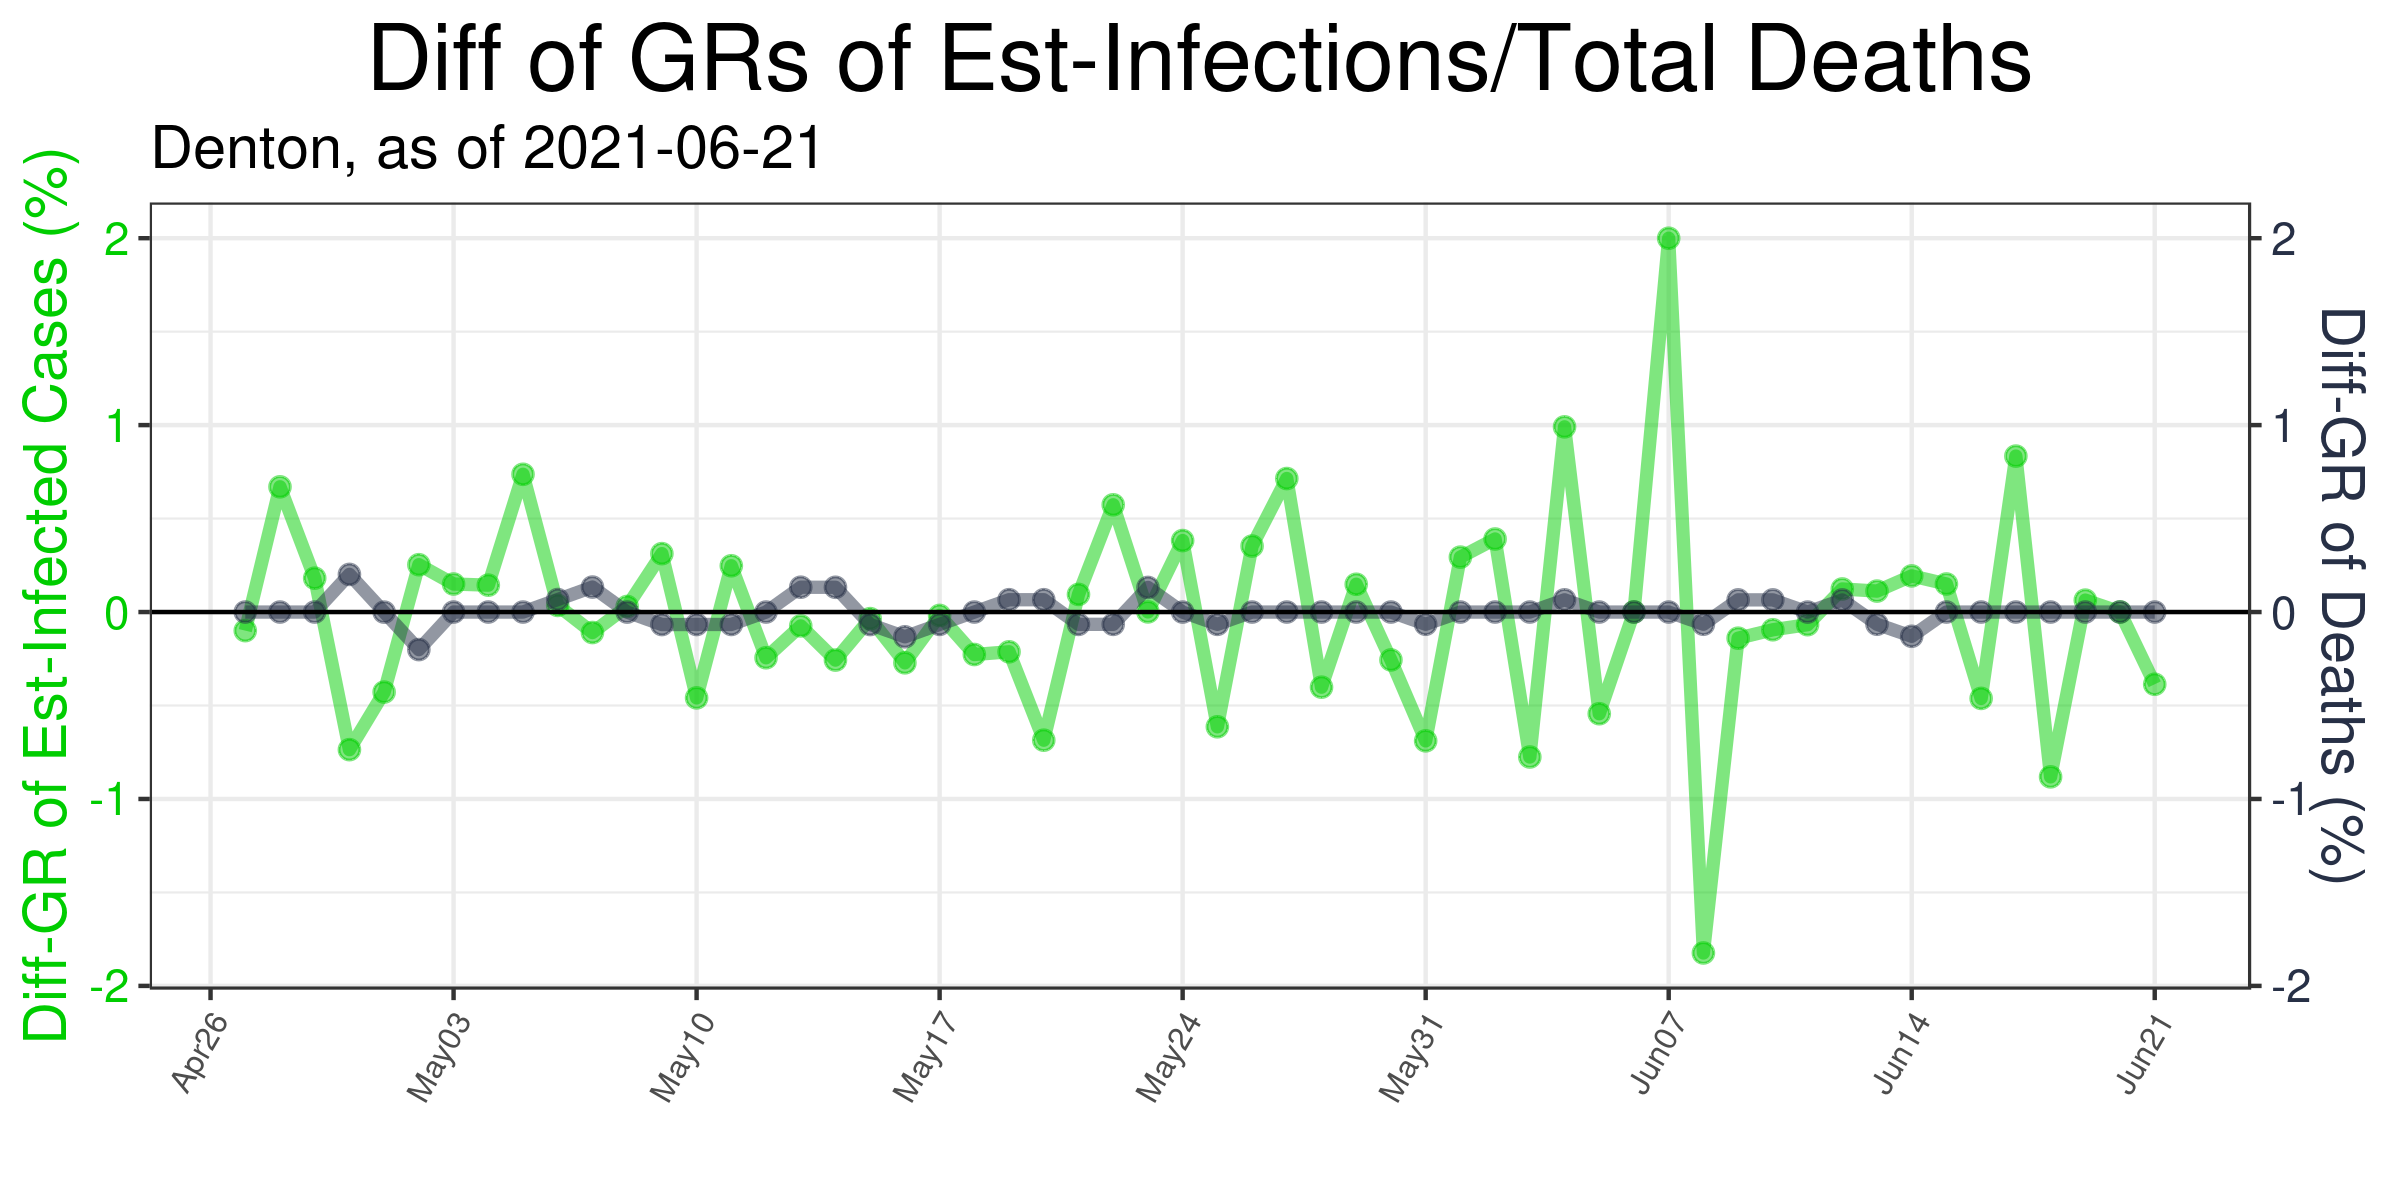 Diff of GRs of Est-Infections/Total Deaths
Denton, as of 2021-06-21
Diff-GR of Est-Infected Cases (%)
2
1
0
-1
-2
2
1
0
-1
-2
Diff-GR of Deaths (%)
Apr26
May03
May10
May17
May24
May31
Jun07
Jun14
Jun21